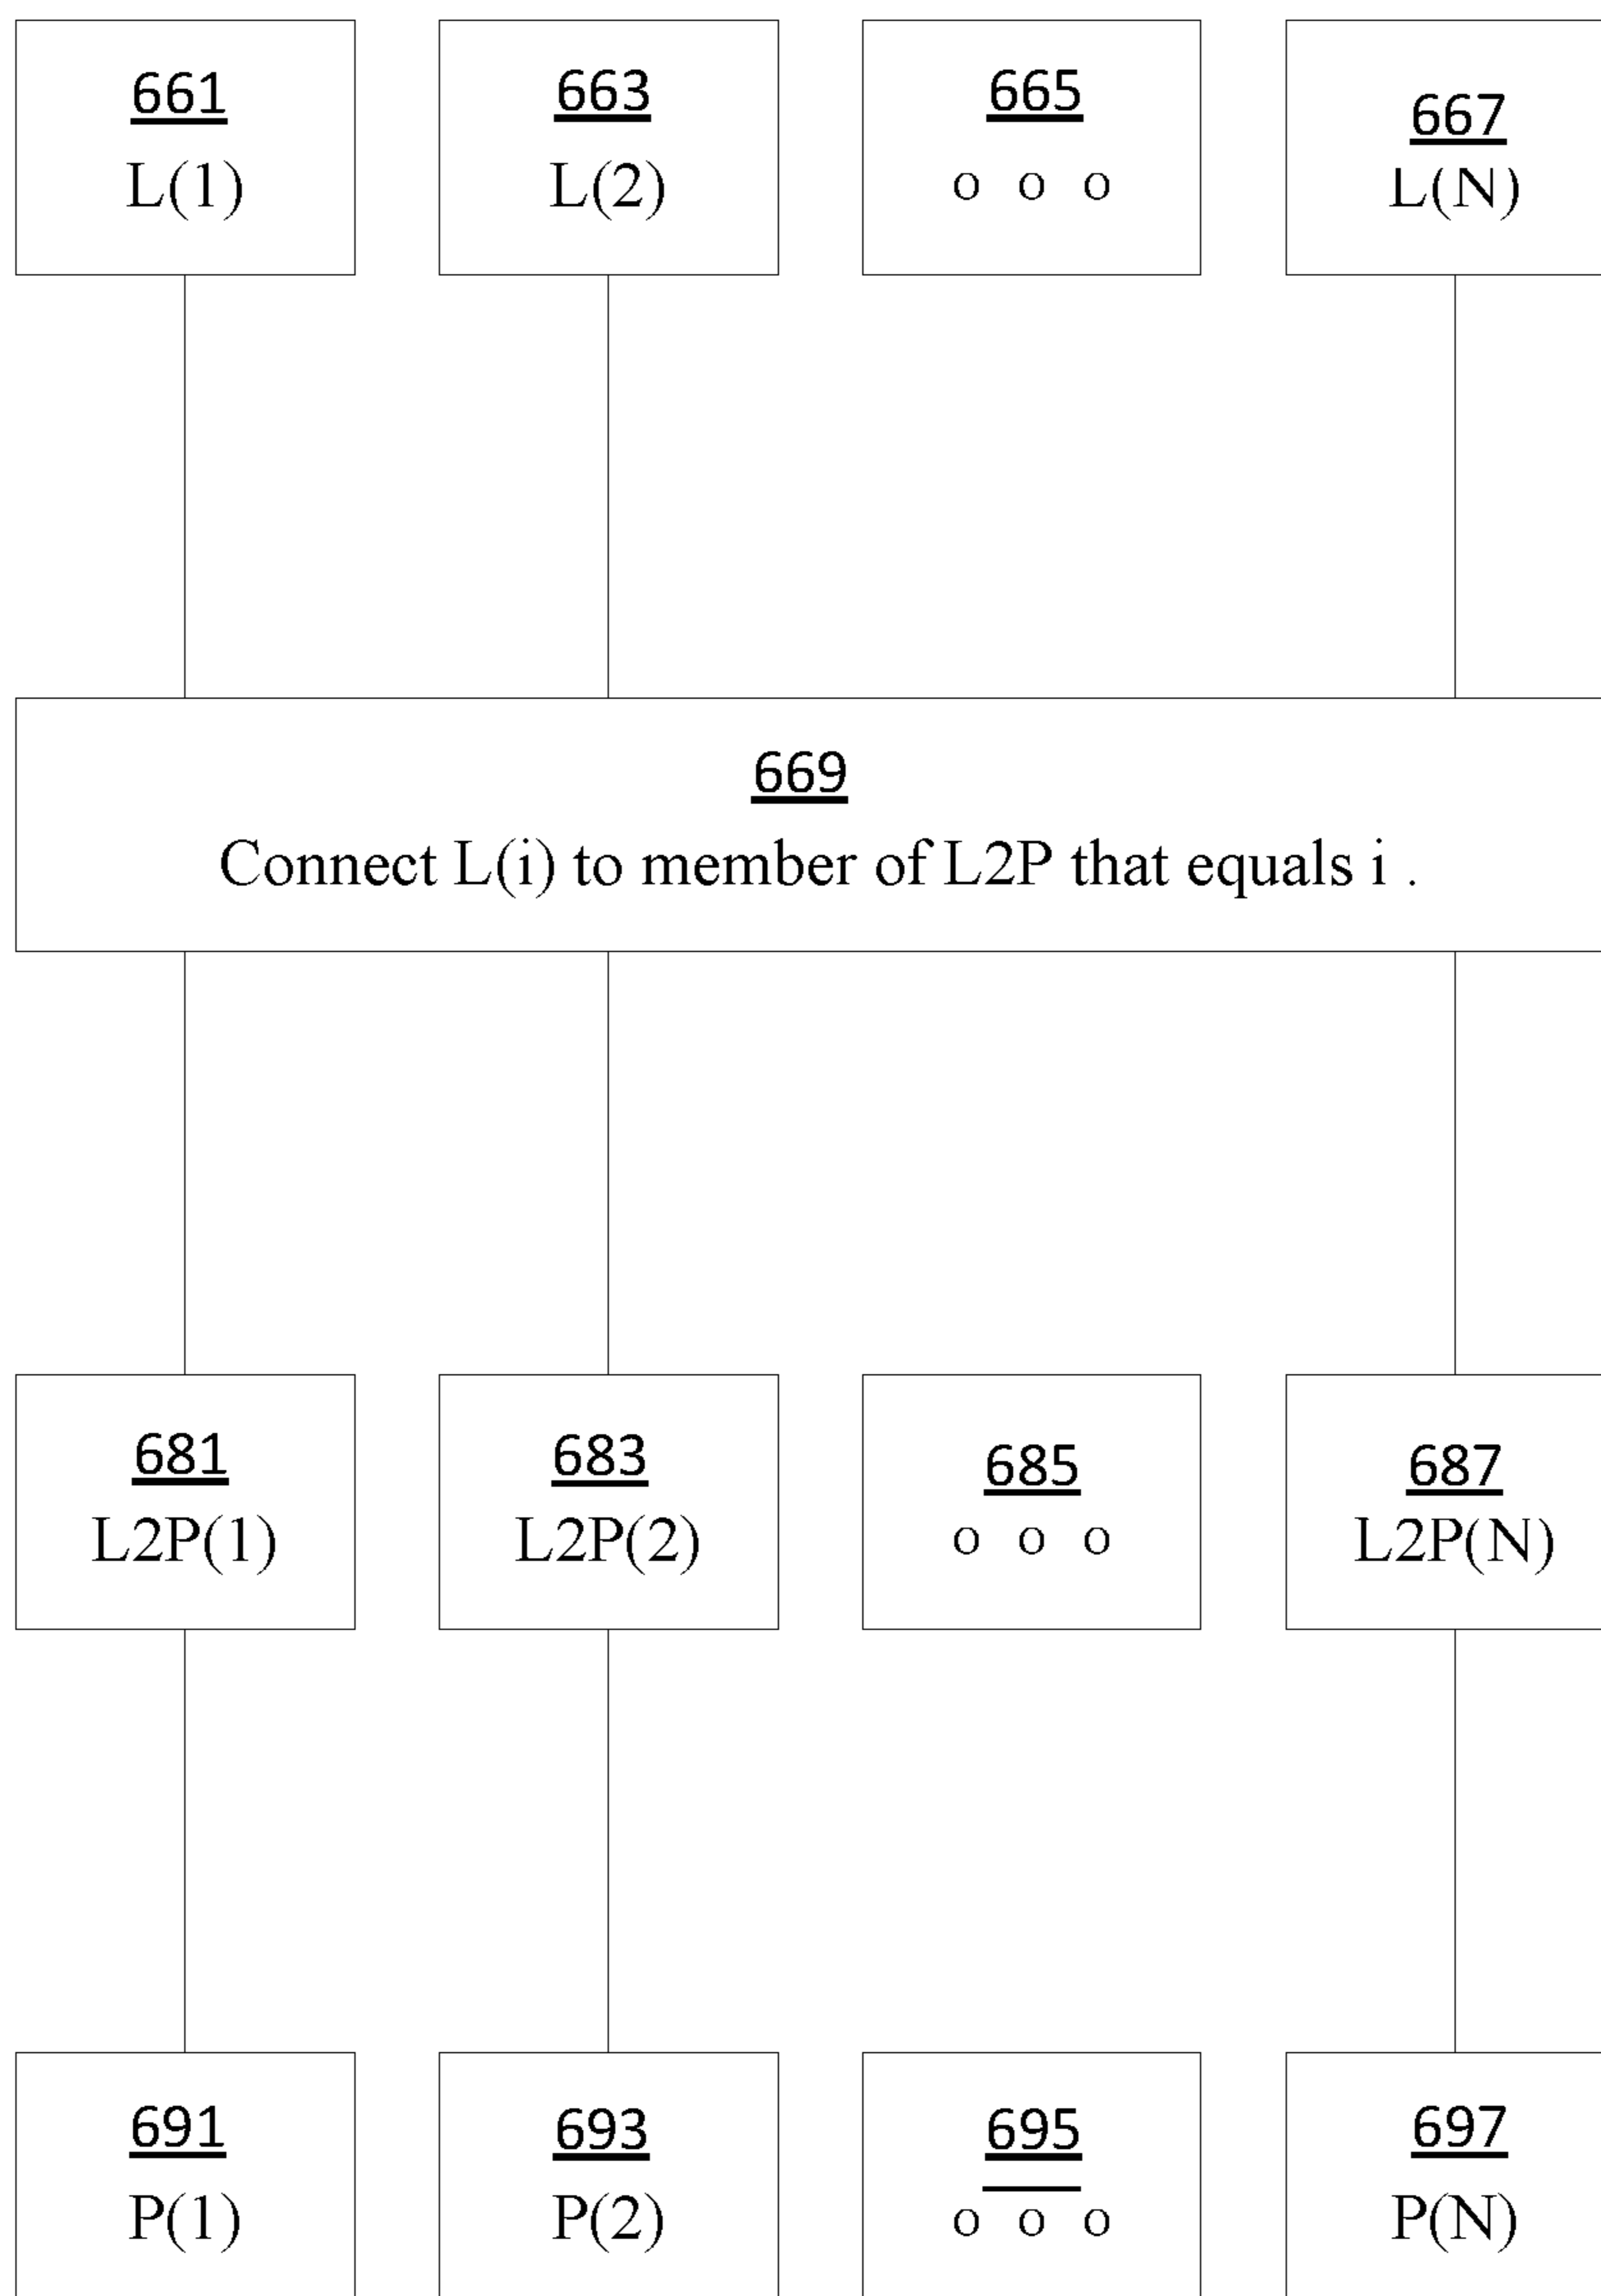 661 663 665 667
L(1) L(2) o o o L(N)
669
Connect L(i) to member of L2P that equals i .
681 683 685 687
L2P(1) L2P(2) o o o L2P(N)
691 693 695 697
P(1) P(2) o o o P(N)